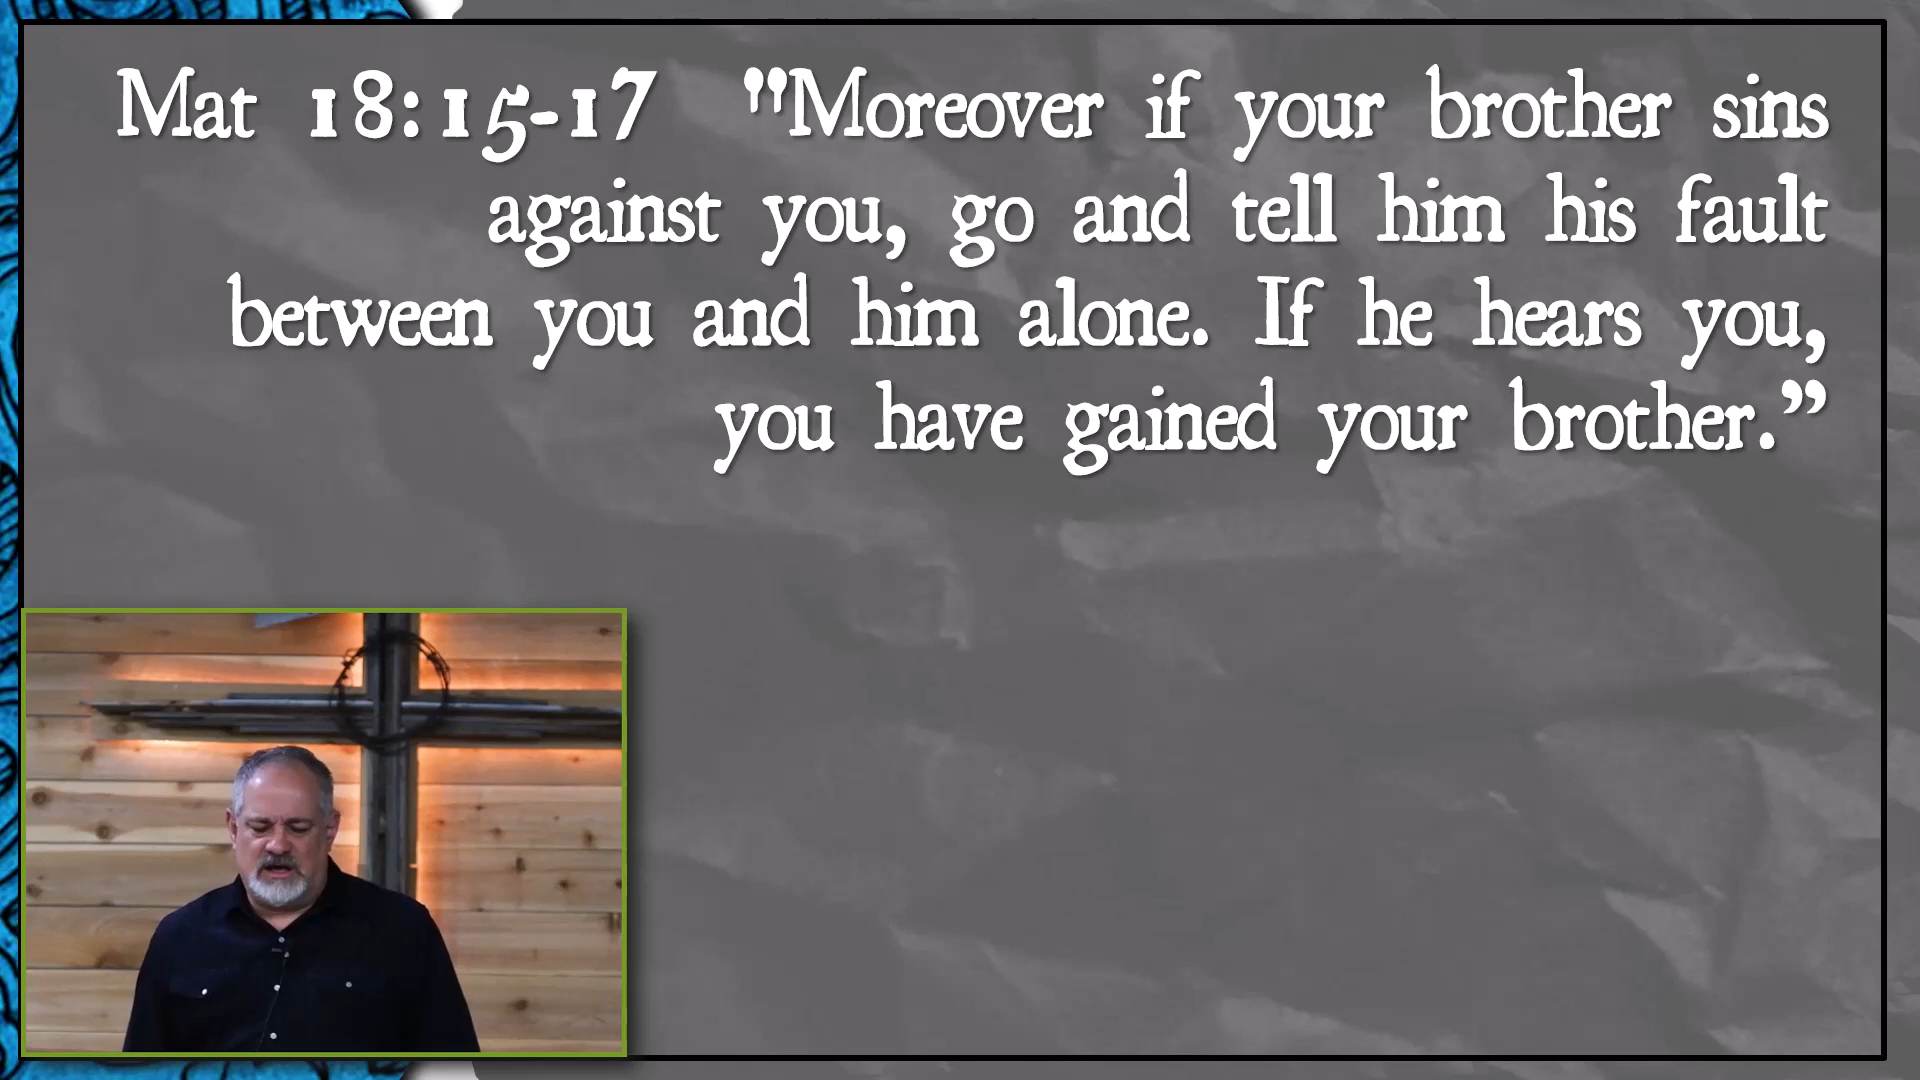 Mat 18:15-17 "Moreover if your brother sins
against you, go and tell him his fault
between you and him alone. If he hears you,
you have gained your brother.”